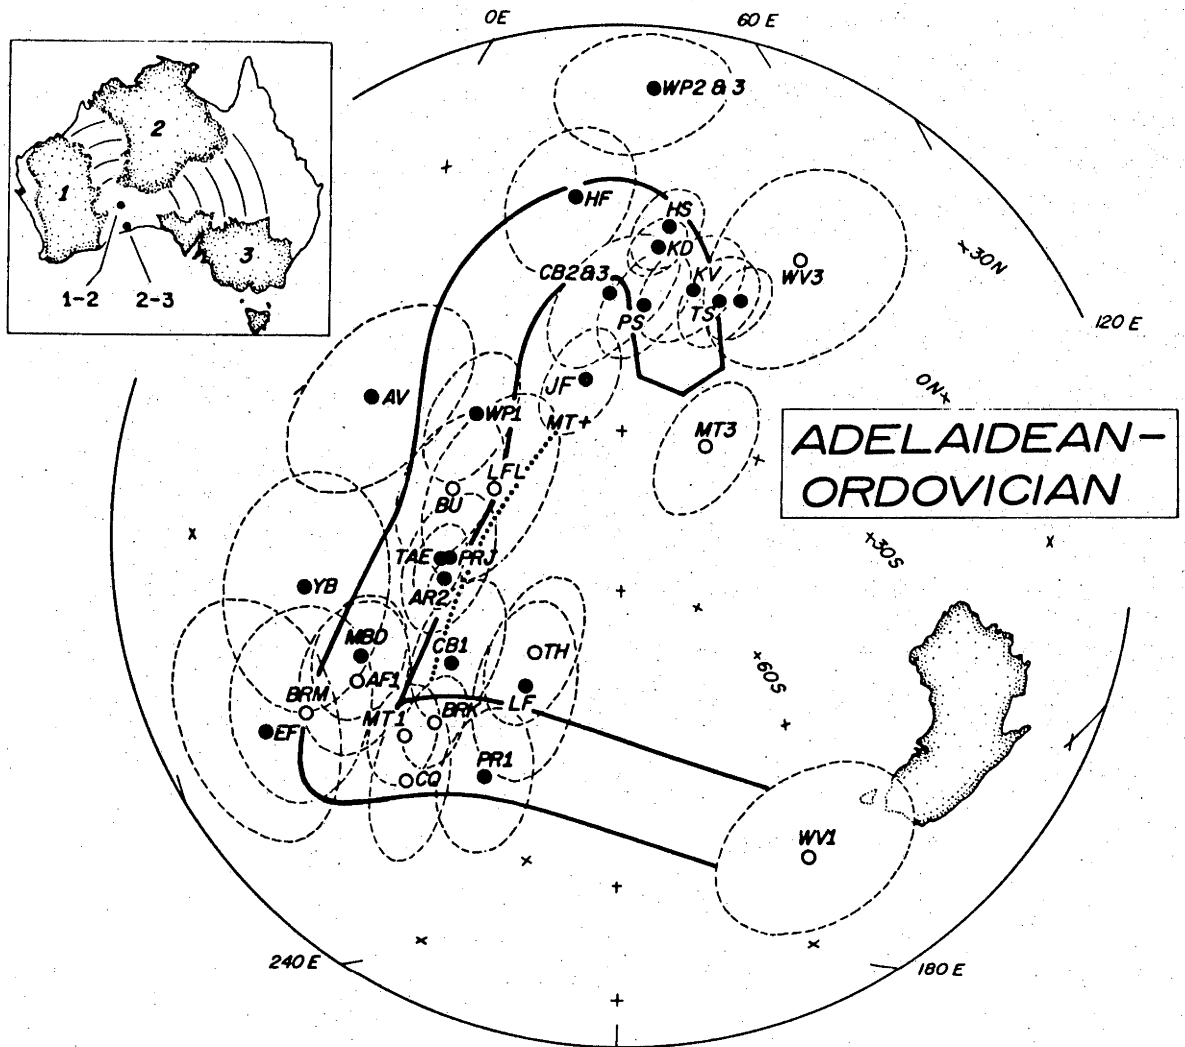 0E
60 E
WP2 & 3
2
1
3
1-2
2-3
HF
HS
KD
WV3
+30N
CB2&3
KV
PS
TS
120 E
AV
JF
0N+
WP1
MT+
MT3
ADELAIDEAN-
ORDOVICIAN
LFL
BU
+30S
TAE
PRJ
YB
AR2
MBD
CB1
TH
+60S
AF1
BRM
LF
MT1
BRK
EF
CQ
PR1
WV1
240 E
180 E